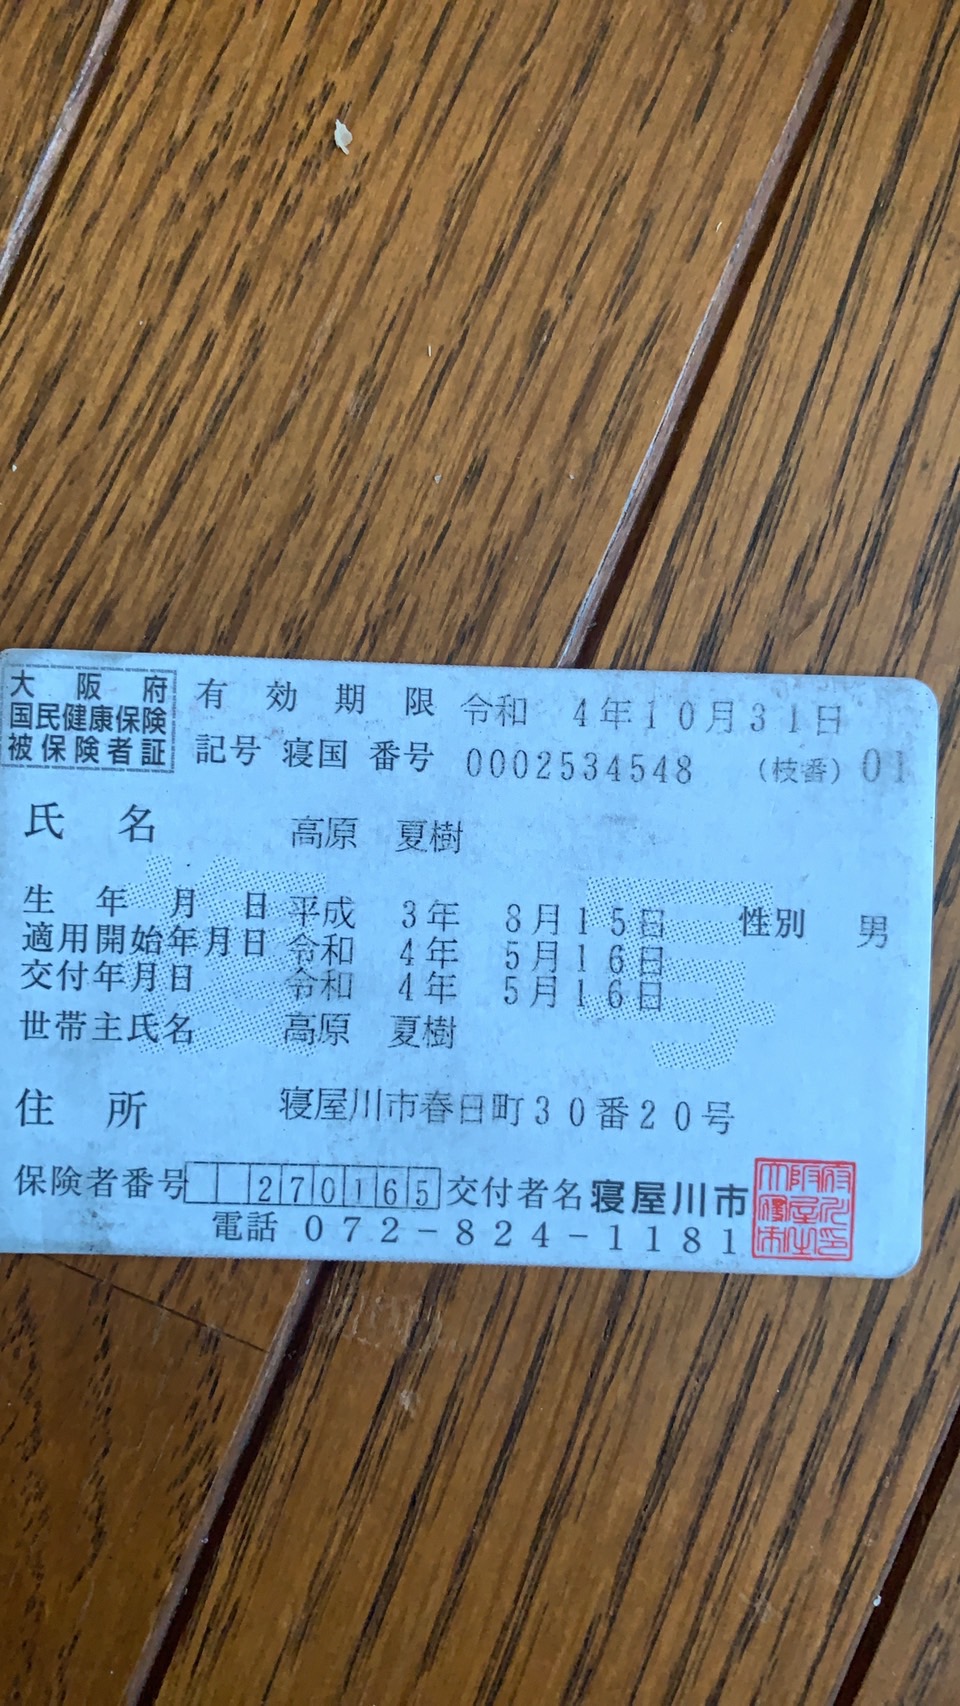 大阪府
国民健康保険
被保険者証
有効期限 令和 4年10月31日
記号 寝国 番号 0002534548 (枝番) 01
氏名 高原 夏樹
生年月日 平成 3年 8月15日 性別 男
適用開始年月日 令和 4年 5月16日
交付年月日 令和 4年 5月16日
世帯主氏名 高原 夏樹
住所 寝屋川市春日町30番20号
保険者番号 270165 交付者名 寝屋川市
電話 072-824-1181